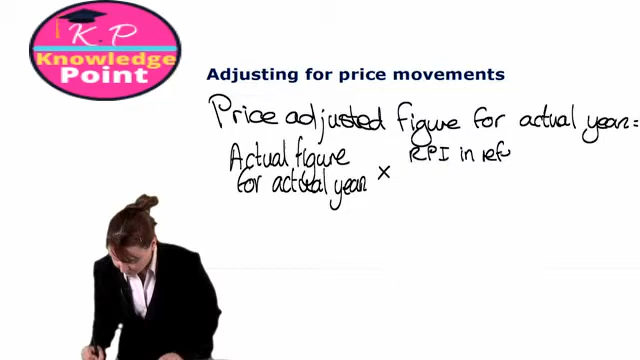 K.P
Knowledge
Point
Adjusting for price movements
Price adjusted figure for actual year =
Actual figure
for actual year × RPI in ref